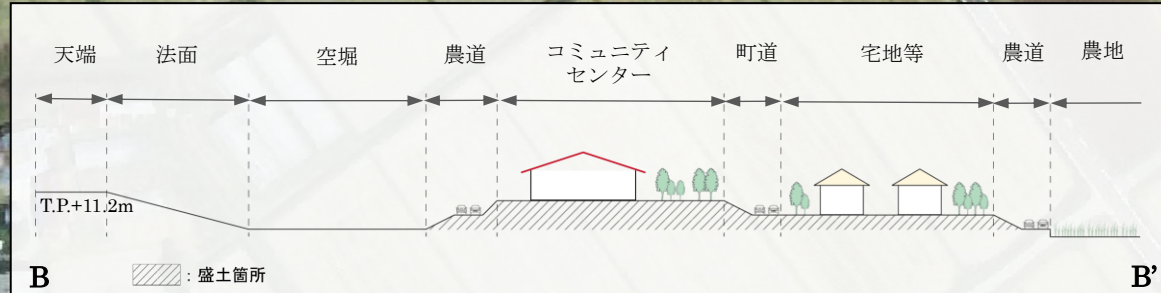 天端
法面
空堀
農道
コミュニティ
センター
町道
宅地等
農道
農地
T.P.+11.2m
B
：盛土箇所
B’